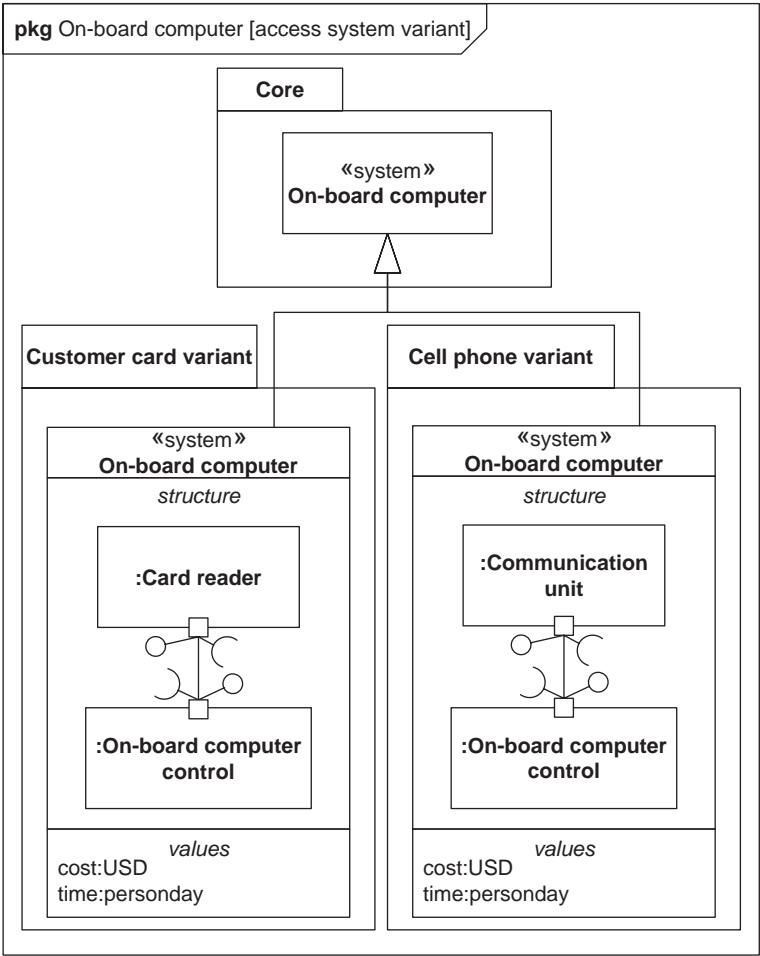 pkg On-board computer [access system variant]
Core
«system»
On-board computer
Customer card variant
«system»
On-board computer
structure
:Card reader
:On-board computer
control
values
cost:USD
time:personday
Cell phone variant
«system»
On-board computer
structure
:Communication
unit
:On-board computer
control
values
cost:USD
time:personday